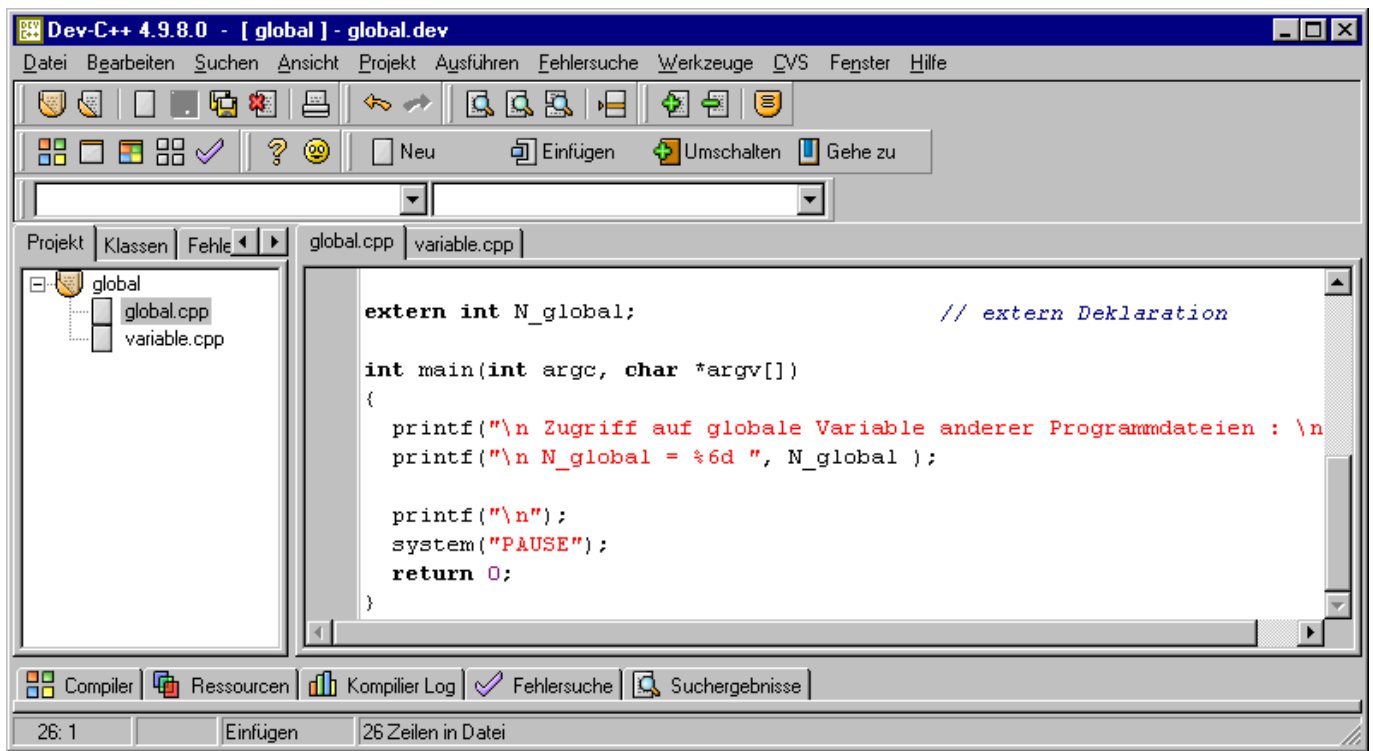 Dev-C++ 4.9.8.0 - [ global ] - global.dev
Datei Bearbeiten Suchen Ansicht Projekt Ausführen Fehlersuche Werkzeuge CVS Fenster Hilfe
Neu Einfügen Umschalten Gehe zu
Projekt Klassen Fehle global.cpp variable.cpp
global
global.cpp
variable.cpp
extern int N_global; // extern Deklaration
int main(int argc, char *argv[])
{
printf("\n Zugriff auf globale Variable anderer Programmdateien : \n
printf("\n N_global = %6d ", N_global );
printf("\n");
system("PAUSE");
return 0;
}
Compiler Ressourcen Kompilier Log Fehlersuche Suchergebnisse
26: 1 Einfügen 26 Zeilen in Datei